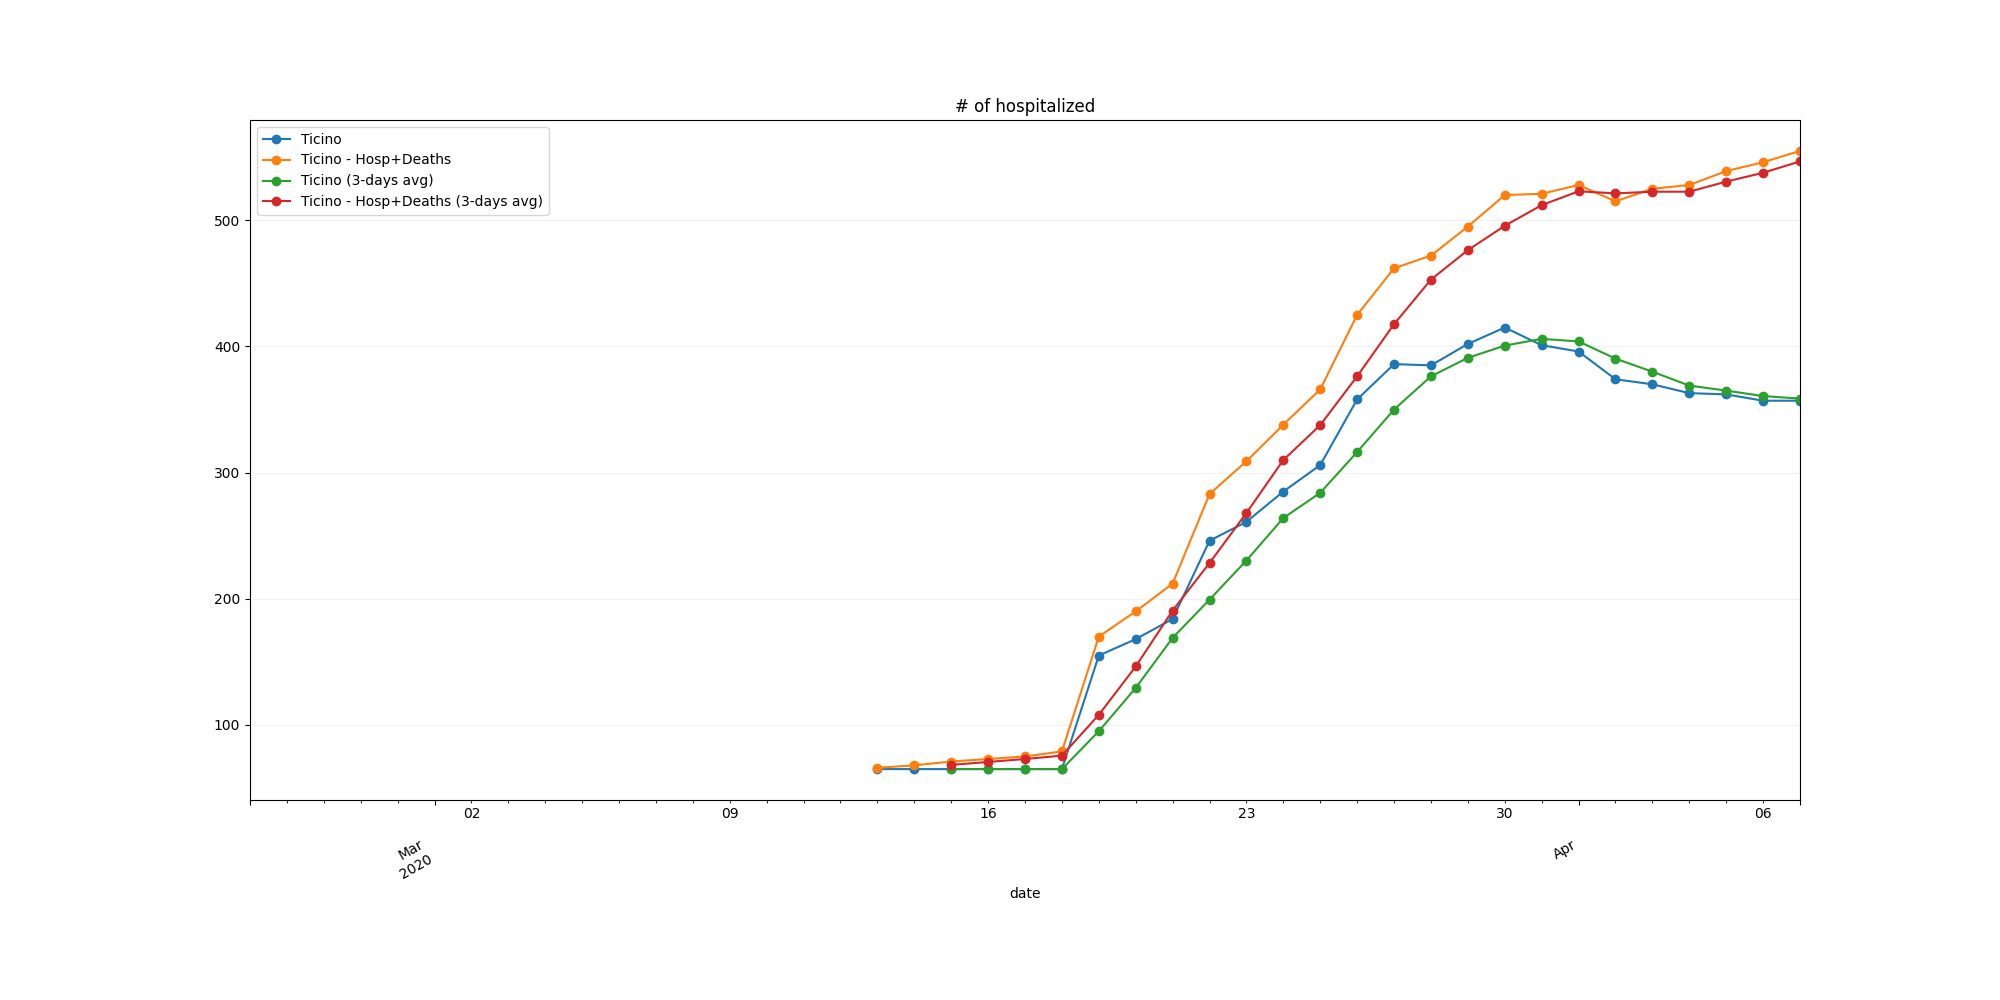 # of hospitalized
Ticino
Ticino - Hosp+Deaths
Ticino (3-days avg)
Ticino - Hosp+Deaths (3-days avg)
500
400
300
200
100
02 09 16 23 30 06
Mar Apr
2020
date